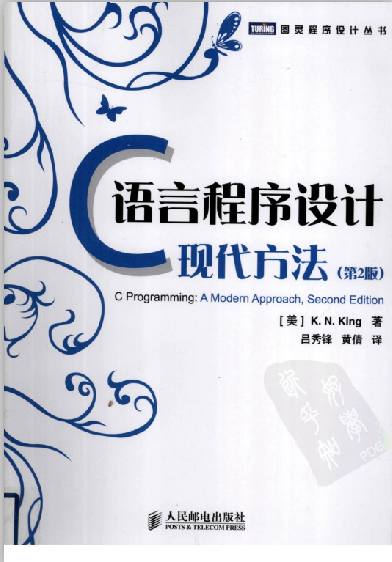 TURING 图灵程序设计丛书
C语言程序设计
现代方法(第2版)
C Programming: A Modern Approach, Second Edition
[美] K. N. King 著
吕秀锋 黄倩 译
PDG
人民邮电出版社
POSTS & TELECOM PRESS